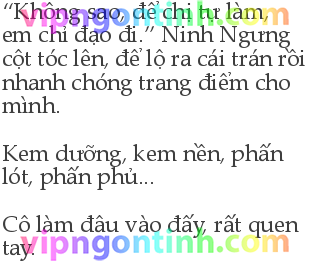 “Không sao, để chị tự làm,
em chỉ đạo đi.” Ninh Ngưng
cột tóc lên, để lộ ra cái trán rồi
nhanh chóng trang điểm cho
mình.
Kem dưỡng, kem nền, phấn
lót, phấn phủ...
Cô làm đâu vào đấy, rất quen
tay.
vipngontinh.com
vipngontinh.com